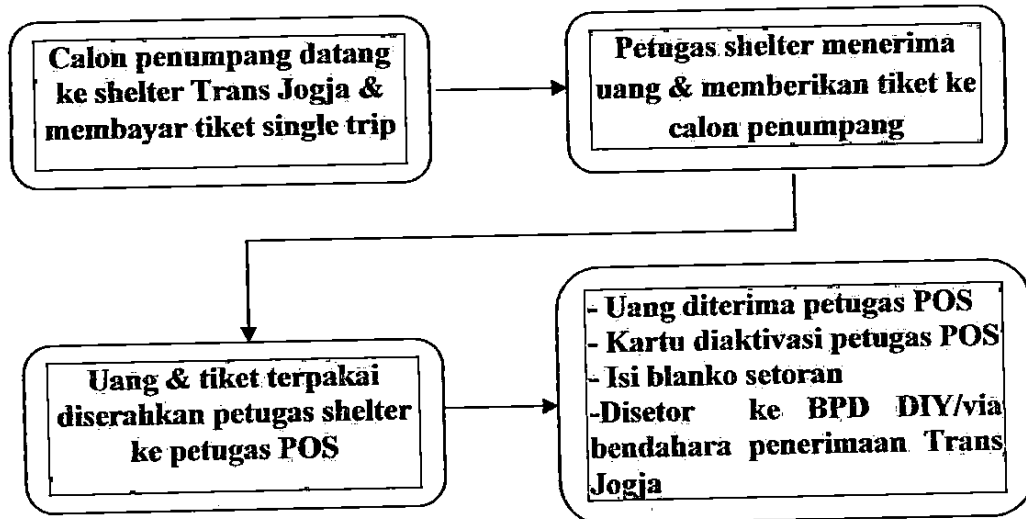 Calon penumpang datang
ke shelter Trans Jogja &
membayar tiket single trip
Petugas shelter menerima
uang & memberikan tiket ke
calon penumpang
Uang & tiket terpakai
diserahkan petugas shelter
ke petugas POS
- Uang diterima petugas POS
- Kartu diaktivasi petugas POS
- Isi blanko setoran
-Disetor ke BPD DIY/via
bendahara penerimaan Trans
Jogja